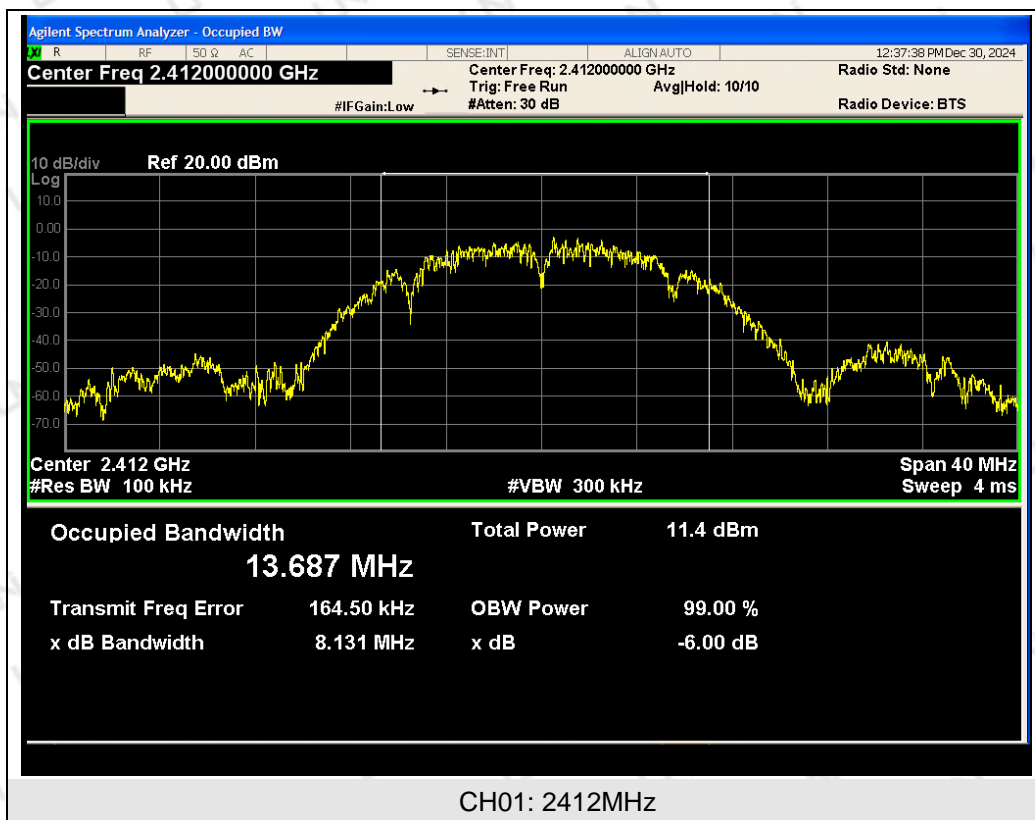 Agilent Spectrum Analyzer - Occupied BW
R RF 50 Ω AC SENSE:INT ALIGN AUTO 12:37:38 PM Dec 30, 2024
Center Freq 2.412000000 GHz Center Freq: 2.412000000 GHz Radio Std: None
Trig: Free Run Avg|Hold: 10/10
#IFGain:Low #Atten: 30 dB Radio Device: BTS
10 dB/div Ref 20.00 dBm
Log
10.0
0.00
-10.0
-20.0
-30.0
-40.0
-50.0
-60.0
-70.0
Center 2.412 GHz Span 40 MHz
#Res BW 100 kHz #VBW 300 kHz Sweep 4 ms
Occupied Bandwidth Total Power 11.4 dBm
13.687 MHz
Transmit Freq Error 164.50 kHz OBW Power 99.00 %
x dB Bandwidth 8.131 MHz x dB -6.00 dB
CH01: 2412MHz